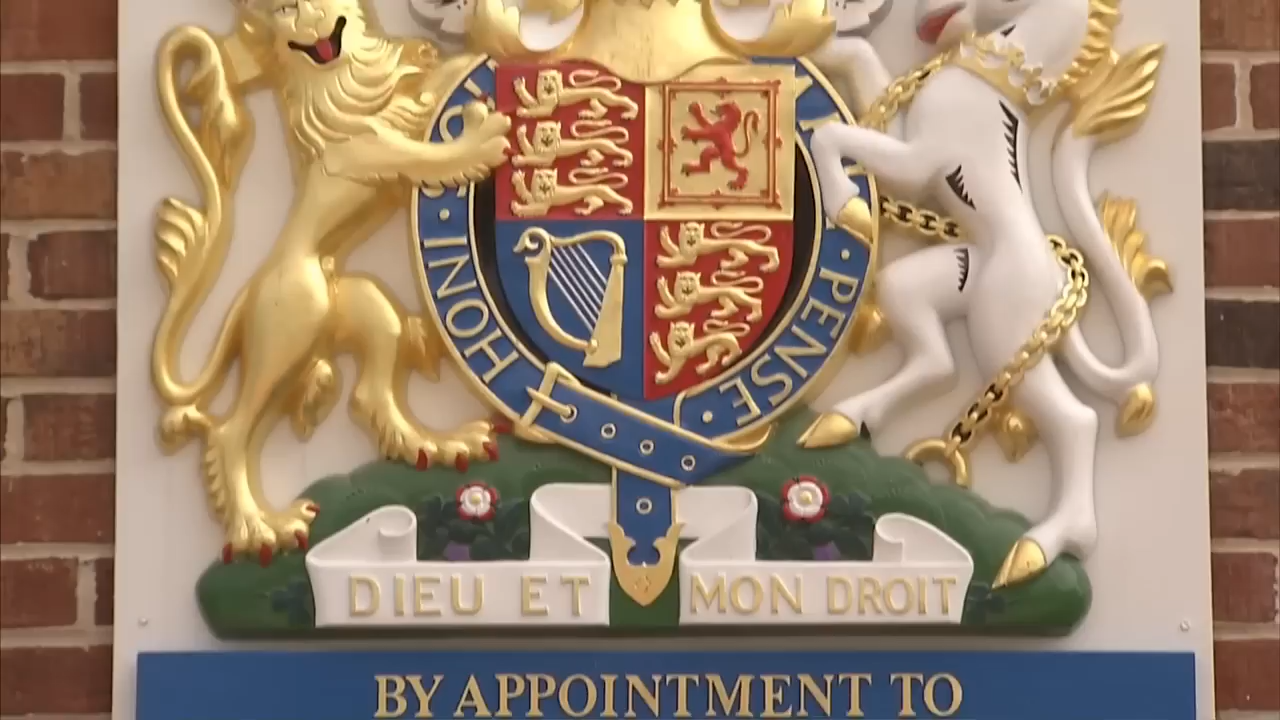 HONI
PENSE
DIEU ET MON DROIT
BY APPOINTMENT TO